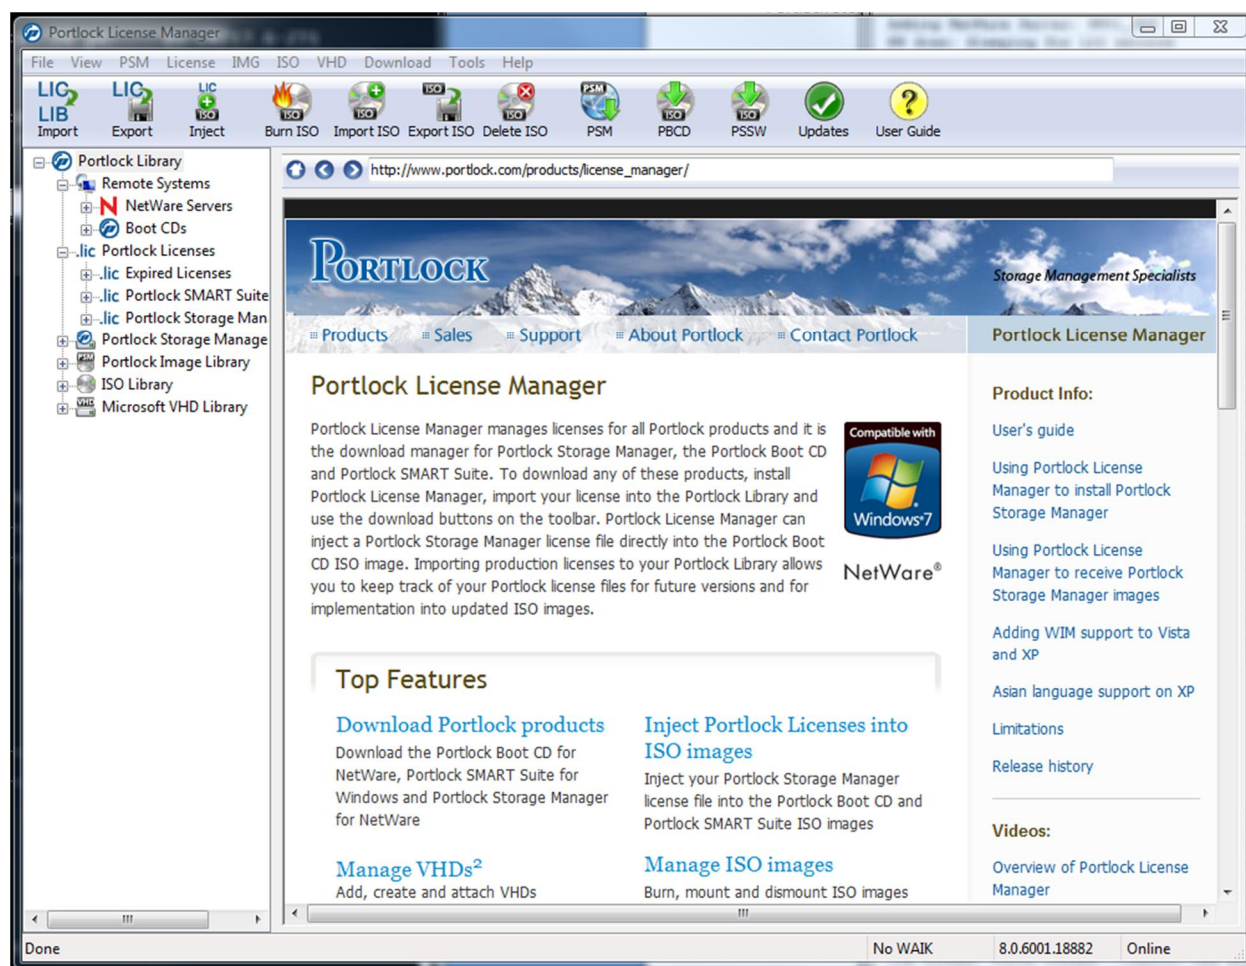 Portlock License Manager
File View PSM License IMG ISO VHD Download Tools Help
LIC LIB LIC LIC ISO ISO ISO ISO ISO PSM ISO ISO ?
Import Export Inject Burn ISO Import ISO Export ISO Delete ISO PSM PBCD PSSW Updates User Guide
http://www.portlock.com/products/license_manager/
Portlock Library
Remote Systems
N NetWare Servers
Boot CDs
.lic Portlock Licenses
.lic Expired Licenses
.lic Portlock SMART Suite
.lic Portlock Storage Man
Portlock Storage Manage
PSM Portlock Image Library
ISO Library
VHD Microsoft VHD Library
PORTLOCK
Storage Management Specialists
Products Sales Support About Portlock Contact Portlock
Portlock License Manager
Portlock License Manager
Portlock License Manager manages licenses for all Portlock products and it is
the download manager for Portlock Storage Manager, the Portlock Boot CD
and Portlock SMART Suite. To download any of these products, install
Portlock License Manager, import your license into the Portlock Library and
use the download buttons on the toolbar. Portlock License Manager can
inject a Portlock Storage Manager license file directly into the Portlock Boot
CD ISO image. Importing production licenses to your Portlock Library allows
you to keep track of your Portlock license files for future versions and for
implementation into updated ISO images.
Compatible with
Windows®7
NetWare®
Top Features
Download Portlock products
Download the Portlock Boot CD for
NetWare, Portlock SMART Suite for
Windows and Portlock Storage Manager
for NetWare
Inject Portlock Licenses into
ISO images
Inject your Portlock Storage Manager
license file into the Portlock Boot CD and
Portlock SMART Suite ISO images
Manage VHDs²
Add, create and attach VHDs
Manage ISO images
Burn, mount and dismount ISO images
Product Info:
User's guide
Using Portlock License
Manager to install Portlock
Storage Manager
Using Portlock License
Manager to receive Portlock
Storage Manager images
Adding WIM support to Vista
and XP
Asian language support on XP
Limitations
Release history
Videos:
Overview of Portlock License
Manager
Done
No WAIK
8.0.6001.18882
Online